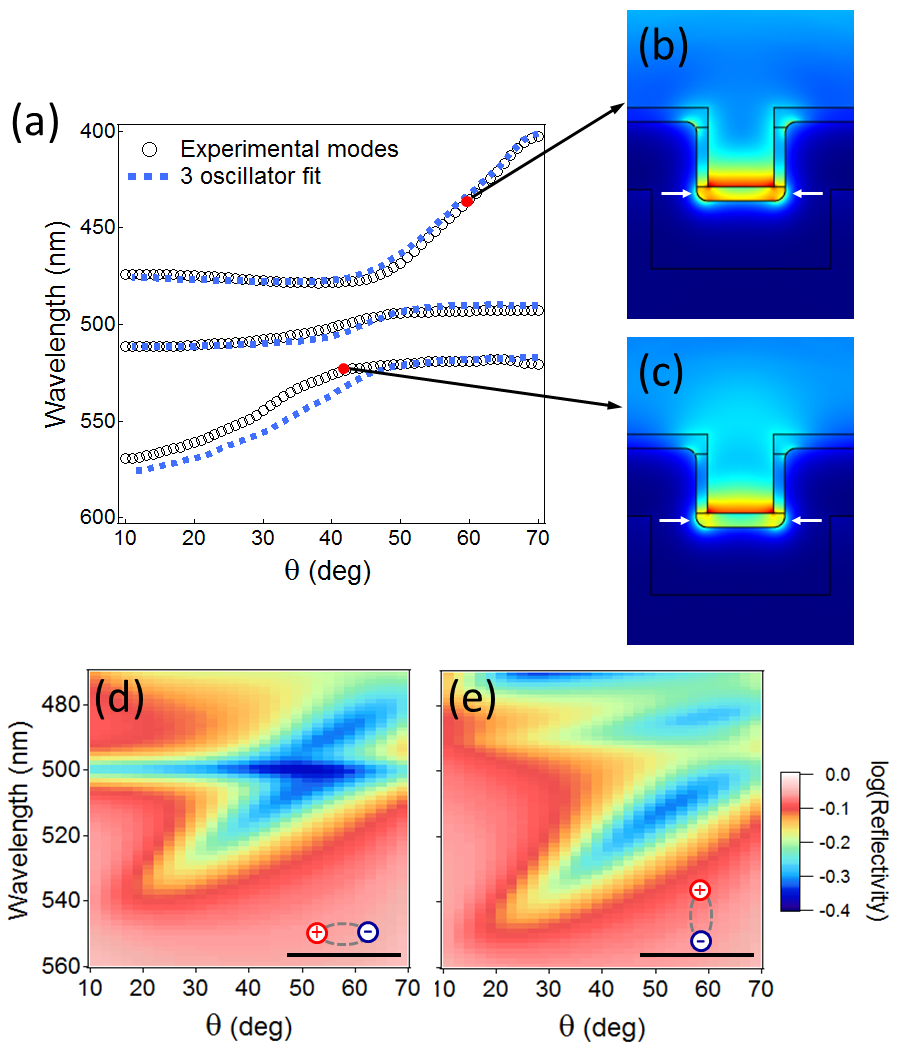 (a)
400
450
500
550
600
Wavelength (nm)
Experimental modes
3 oscillator fit
10 20 30 40 50 60 70
θ (deg)
(b)
(c)
(d)
480
500
520
540
560
Wavelength (nm)
+ -
10 20 30 40 50 60 70
θ (deg)
(e)
+
-
10 20 30 40 50 60 70
θ (deg)
0.0
-0.1
-0.2
-0.3
-0.4
log(Reflectivity)